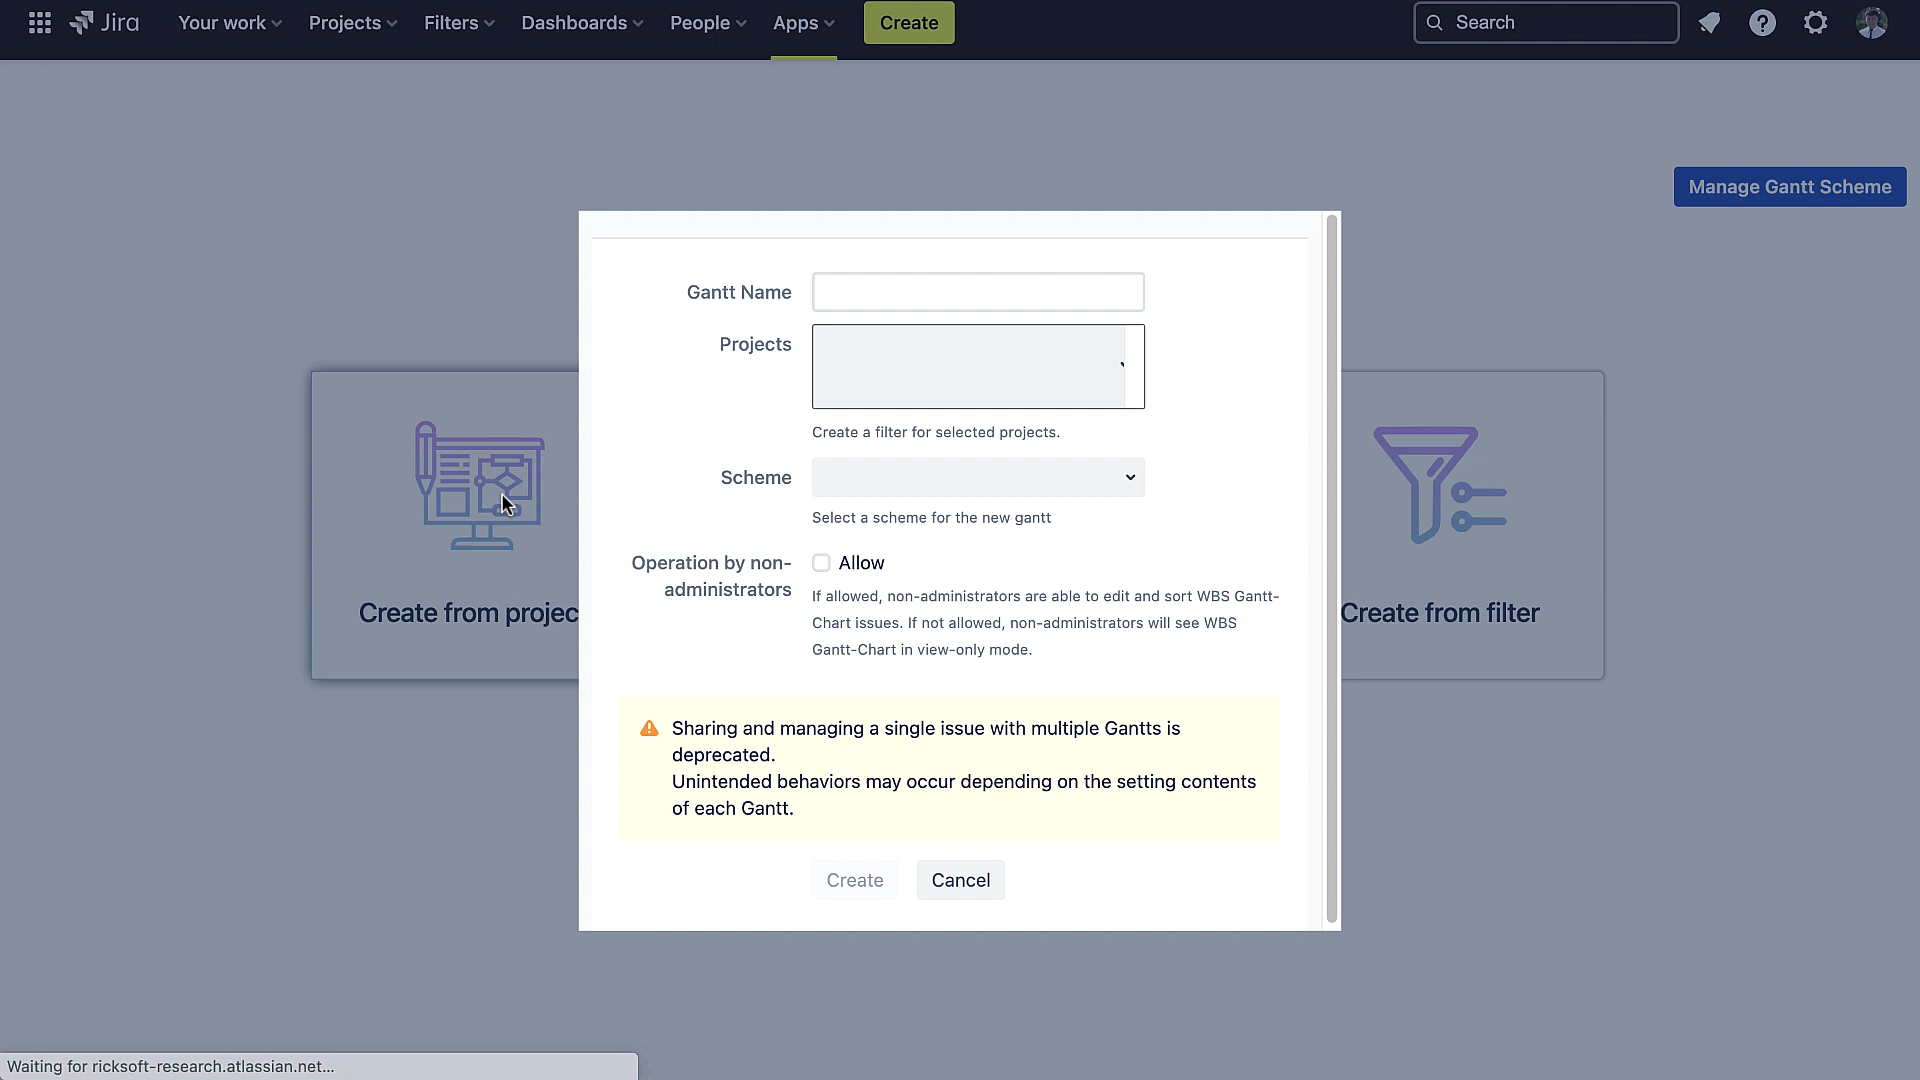 Jira
Your work
Projects
Filters
Dashboards
People
Apps
Create
Search
Manage Gantt Scheme
Gantt Name
Projects
Create a filter for selected projects.
Scheme
Select a scheme for the new gantt
Operation by non-
administrators
Allow
If allowed, non-administrators are able to edit and sort WBS Gantt-
Chart issues. If not allowed, non-administrators will see WBS
Gantt-Chart in view-only mode.
Create from projec
Create from filter
Sharing and managing a single issue with multiple Gantts is
deprecated.
Unintended behaviors may occur depending on the setting contents
of each Gantt.
Create
Cancel
Waiting for ricksoft-research.atlassian.net...